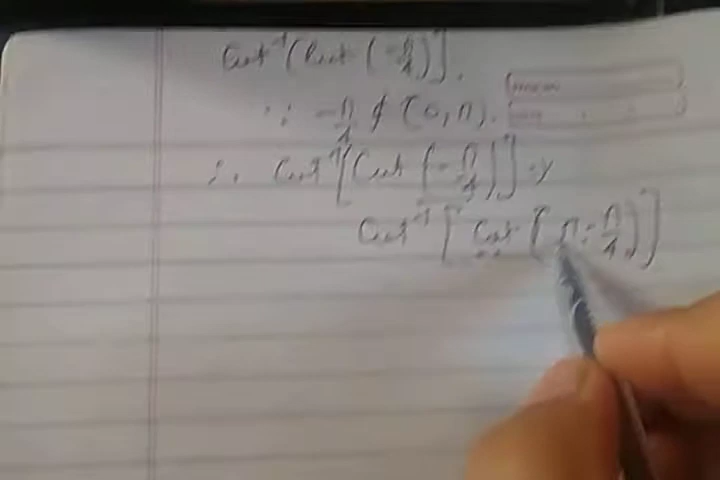 Cot⁻¹(Cot(-π/4)].
∵ -π/4 ∉ (0,π).
∴ Cot⁻¹[Cot(-π/4)] = y
Cot⁻¹[Cot(π-π/4)]